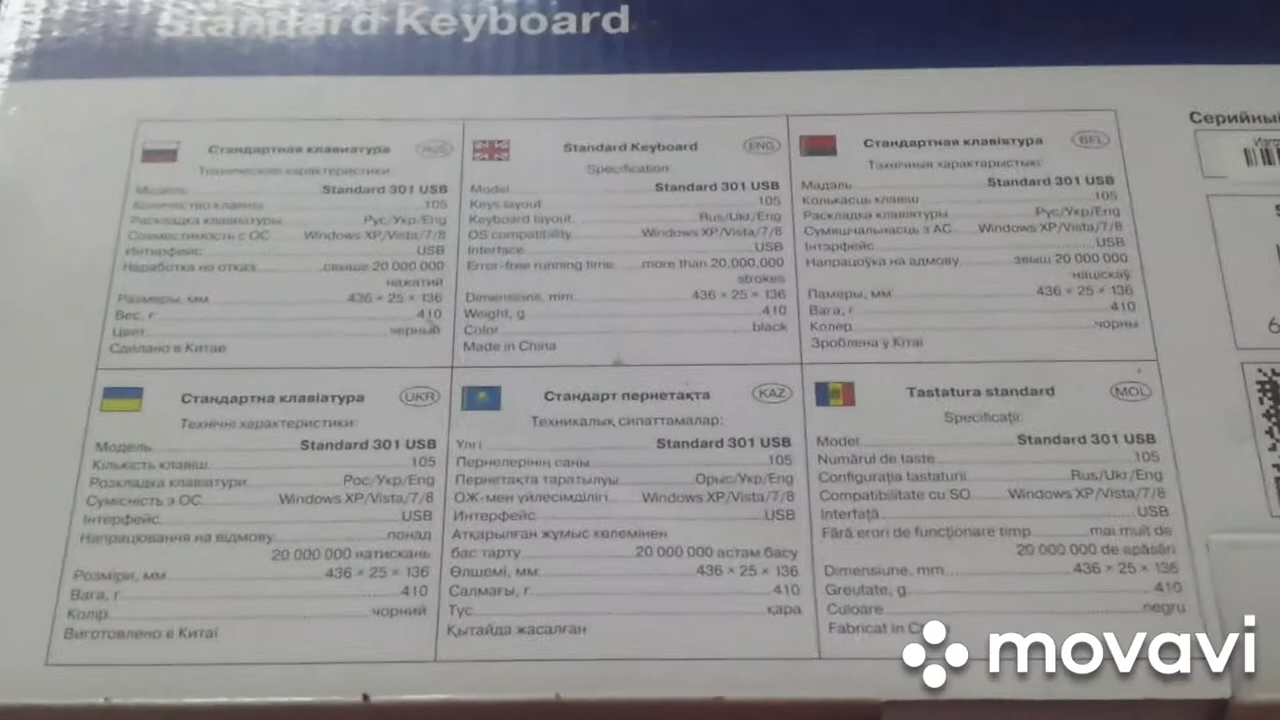 Standard Keyboard
Стандартная клавиатура RUS
Технические характеристики:
Модель Standard 301 USB
Количество клавиш 105
Раскладка клавиатуры Рус/Укр/Eng
Совместимость с ОС Windows XP/Vista/7/8
Интерфейс USB
Наработка на отказ свыше 20 000 000
нажатий
Размеры, мм 436 × 25 × 136
Вес, г 410
Цвет черный
Сделано в Китае
Standard Keyboard ENG
Specification:
Model Standard 301 USB
Keys layout 105
Keyboard layout Rus/Ukr/Eng
OS compatibility Windows XP/Vista/7/8
Interface USB
Error-free running time more than 20,000,000
strokes
Dimensions, mm 436 × 25 × 136
Weight, g 410
Color black
Made in China
Стандартная клавіятура BEL
Тэхнічныя характарыстыкі:
Мадэль Standard 301 USB
Колькасць клавіш 105
Раскладка клавіятуры Рус/Укр/Eng
Сумяшчальнасць з АС Windows XP/Vista/7/8
Інтэрфейс USB
Напрацоўка на адмову звыш 20 000 000
націскаў
Памеры, мм 436 × 25 × 136
Вага, г 410
Колер чорны
Зроблена ў Кітаі
Стандартна клавіатура UKR
Технічні характеристики:
Модель Standard 301 USB
Кількість клавіш 105
Розкладка клавіатури Рос/Укр/Eng
Сумісність з ОС Windows XP/Vista/7/8
Інтерфейс USB
Напрацювання на відмову понад
20 000 000 натискань
Розміри, мм 436 × 25 × 136
Вага, г 410
Колір чорний
Виготовлено в Китаї
Стандарт пернетақта KAZ
Техникалық сипаттамалар:
Үлгі Standard 301 USB
Пернелерінің саны 105
Пернетақта таратылуы Орыс/Укр/Eng
ОЖ-мен үйлесімділігі Windows XP/Vista/7/8
Интерфейс USB
Атқарылған жұмыс көлемінен
бас тарту 20 000 000 астам басу
Өлшемі, мм 436 × 25 × 136
Салмағы, г 410
Түс қара
Қытайда жасалған
Tastatura standard MOL
Specificaţii:
Model Standard 301 USB
Numărul de taste 105
Configuraţia tastaturii Rus/Ukr/Eng
Compatibilitate cu SO Windows XP/Vista/7/8
Interfaţă USB
Fără erori de funcţionare timp mai mult de
20 000 000 de apăsări
Dimensiune, mm 436 × 25 × 136
Greutate, g 410
Culoare negru
Fabricat in
Серийный
movavi